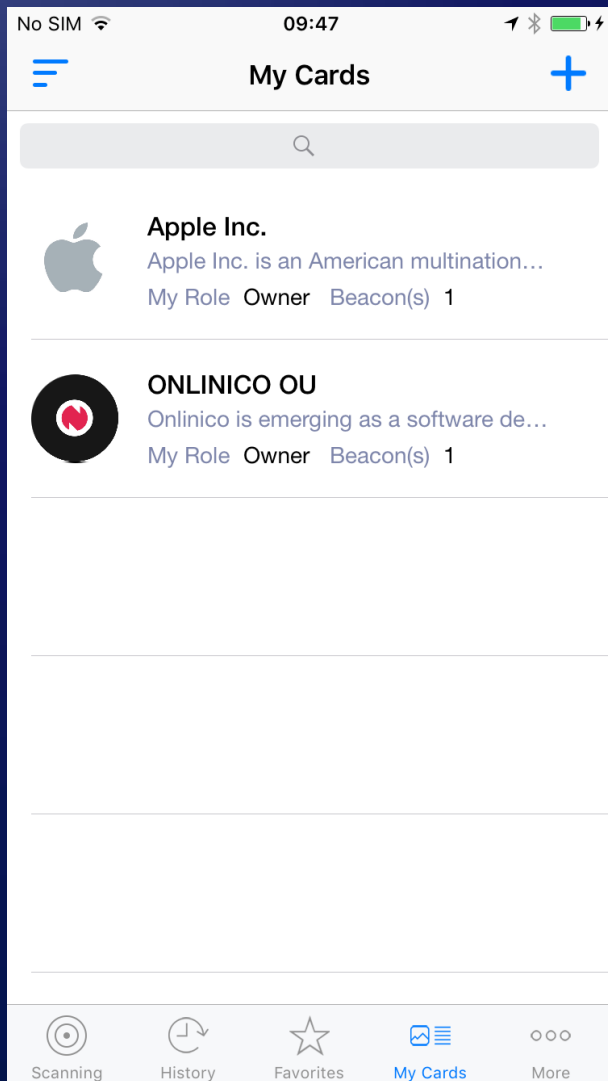 No SIM 09:47
My Cards
Apple Inc.
Apple Inc. is an American multination...
My Role Owner Beacon(s) 1
ONLINICO OU
Onlinico is emerging as a software de...
My Role Owner Beacon(s) 1
Scanning History Favorites My Cards More